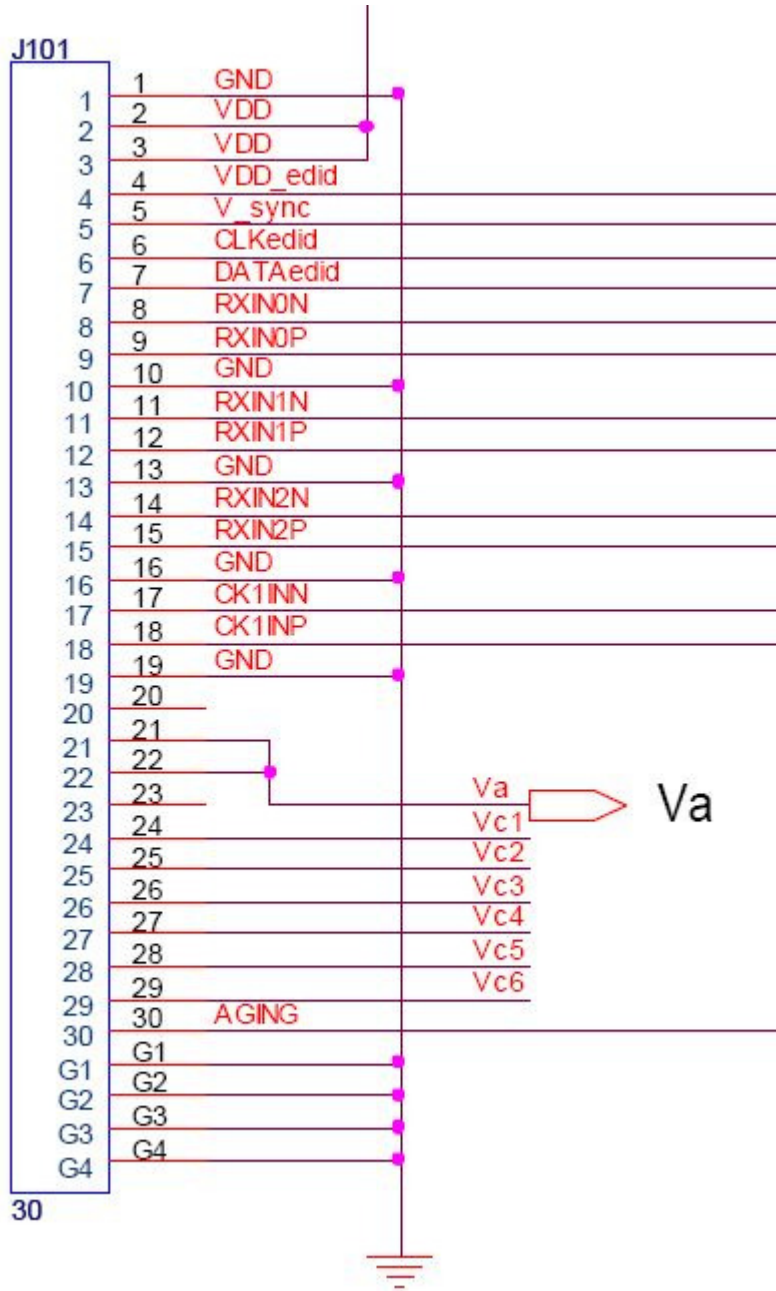 J101
1 1 GND
2 2 VDD
3 3 VDD
4 4 VDD_edid
5 5 V_sync
6 6 CLKedid
7 7 DATAedid
8 8 RXIN0N
9 9 RXIN0P
10 10 GND
11 11 RXIN1N
12 12 RXIN1P
13 13 GND
14 14 RXIN2N
15 15 RXIN2P
16 16 GND
17 17 CK1INN
18 18 CK1INP
19 19 GND
20 20
21 21
22 22
23 23 Va Va
24 24 Vc1
25 25 Vc2
26 26 Vc3
27 27 Vc4
28 28 Vc5
29 29 Vc6
30 30 AGING
G1 G1
G2 G2
G3 G3
G4 G4
30